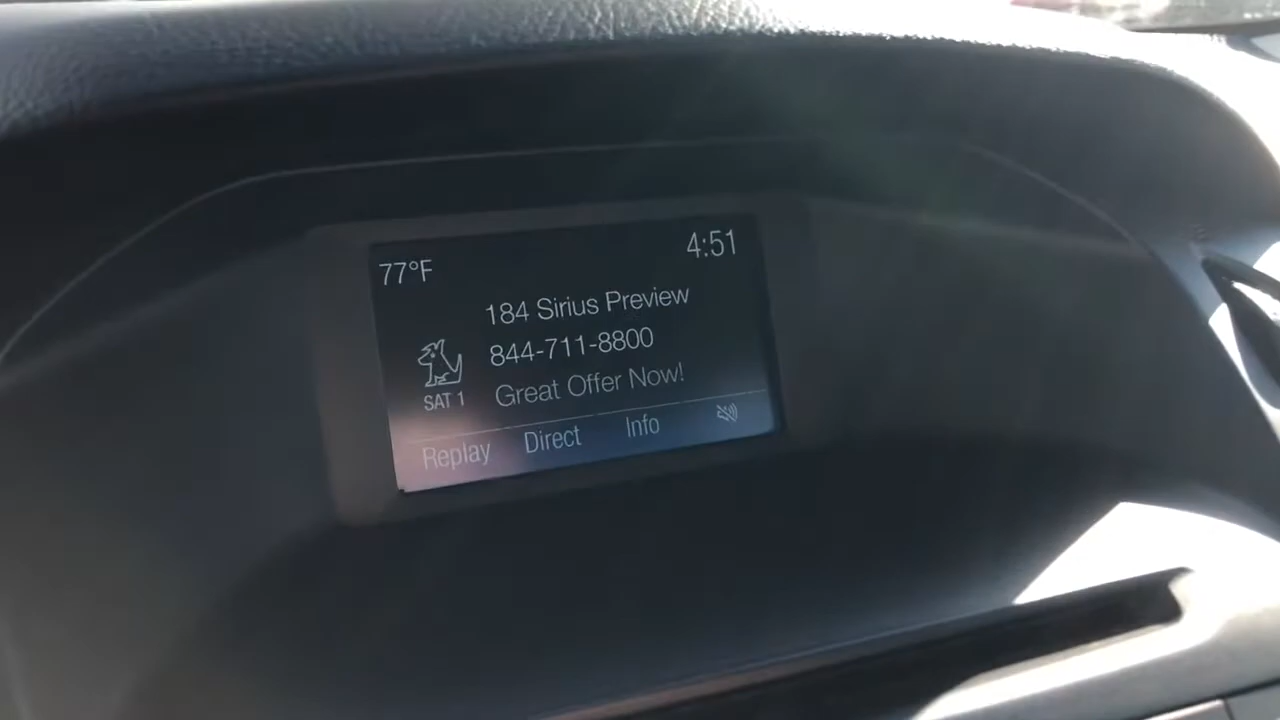 77°F
4:51
184 Sirius Preview
844-711-8800
Great Offer Now!
SAT 1
Replay Direct Info